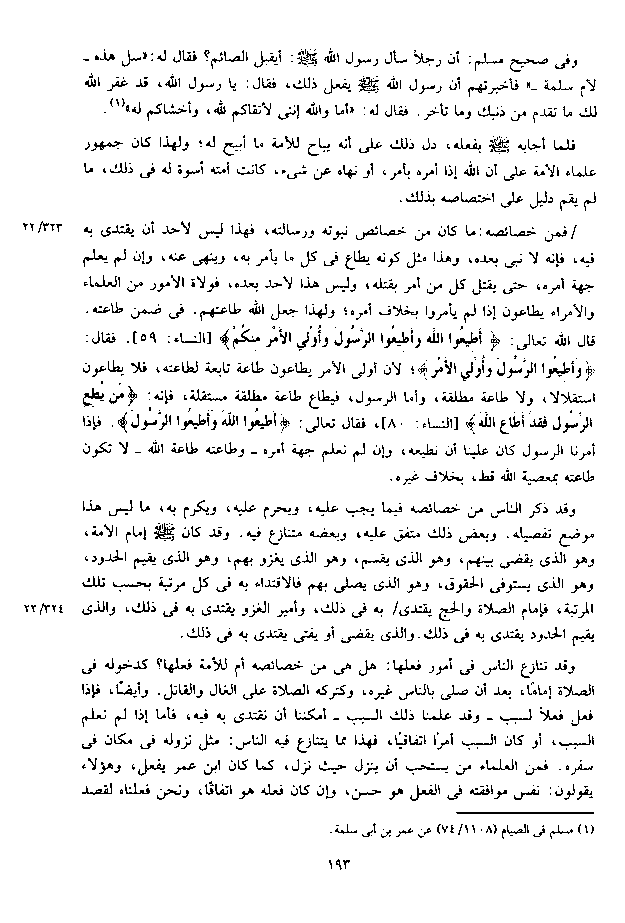 وفى صحيح مسلم: أن رجلاً سأل رسول الله ﷺ: أيقبل الصائم؟ فقال له: «سل هذه ـ
لأم سلمة ـ» فأخبرتهم أن رسول الله ﷺ يفعل ذلك، فقال: يا رسول الله، قد غفر الله
لك ما تقدم من ذنبك وما تأخر. فقال له: «أما والله إنى لأتقاكم لله، وأخشاكم له»(١).
فلما أجابه ﷺ بفعله، دل ذلك على أنه يباح للأمة ما أبيح له؛ ولهذا كان جمهور
علماء الأمة على أن الله إذا أمره بأمر، أو نهاه عن شىء، كانت أمته أسوة له فى ذلك، ما
لم يقم دليل على اختصاصه بذلك.
/ فمن خصائصه: ما كان من خصائص نبوته ورسالته، فهذا ليس لأحد أن يقتدى به ٢٢/٣٢٣
فيه، فإنه لا نبى بعده، وهذا مثل كونه يطاع فى كل ما يأمر به، وينهى عنه، وإن لم يعلم
جهة أمره، حتى يقتل كل من أمر بقتله، وليس هذا لأحد بعده، فولاة الأمور من العلماء
والأمراء يطاعون إذا لم يأمروا بخلاف أمره؛ ولهذا جعل الله طاعتهم. فى ضمن طاعته.
قال الله تعالى: ﴿ أَطِيعُوا اللَّهَ وَأَطِيعُوا الرَّسُولَ وَأُوْلِي الأَمْرِ مِنكُمْ﴾ [النساء: ٥٩]. فقال:
﴿وَأَطِيعُوا الرَّسُولَ وَأُوْلِي الأَمْرِ﴾؛ لأن أولى الأمر يطاعون طاعة تابعة لطاعته، فلا يطاعون
استقلالا، ولا طاعة مطلقة، وأما الرسول، فيطاع طاعة مطلقة مستقلة، فإنه: ﴿مَن يُطِعِ
الرَّسُولَ فَقَدْ أَطَاعَ اللَّهَ﴾ [النساء: ٨٠]، فقال تعالى: ﴿أَطِيعُوا اللَّهَ وَأَطِيعُوا الرَّسُولَ﴾. فإذا
أمرنا الرسول كان علينا أن نطيعه، وإن لم نعلم جهة أمره ـ وطاعته طاعة الله ـ لا تكون
طاعته بمعصية الله قط، بخلاف غيره.
وقد ذكر الناس من خصائصه فيما يجب عليه، ويحرم عليه، ويكرم به، ما ليس هذا
موضع تفصيله. وبعض ذلك متفق عليه، وبعضه متنازع فيه. وقد كان ﷺ إمام الأمة،
وهو الذى يقضى بينهم، وهو الذى يقسم، وهو الذى يغزو بهم، وهو الذى يقيم الحدود،
وهو الذى يستوفى الحقوق، وهو الذى يصلى بهم فالاقتداء به فى كل مرتبة بحسب تلك
المرتبة، فإمام الصلاة والحج يقتدى/ به فى ذلك، وأمير الغزو يقتدى به فى ذلك، والذى ٢٢/٣٢٤
يقيم الحدود يقتدى به فى ذلك. والذى يقضى أو يفتى يقتدى به فى ذلك.
وقد تنازع الناس فى أمور فعلها: هل هى من خصائصه أم للأمة فعلها؟ كدخوله فى
الصلاة إمامًا، بعد أن صلى بالناس غيره، وكتركه الصلاة على الغال والقاتل. وأيضًا، فإذا
فعل فعلاً لسبب ـ وقد علمنا ذلك السبب ـ أمكننا أن نقتدى به فيه، فأما إذا لم نعلم
السبب، أو كان السبب أمرًا اتفاقيًا، فهذا مما يتنازع فيه الناس: مثل نزوله فى مكان فى
سفره. فمن العلماء من يستحب أن ينزل حيث نزل، كما كان ابن عمر يفعل، وهؤلاء
يقولون: نفس موافقته فى الفعل هو حسن، وإن كان فعله هو اتفاقًا، ونحن فعلناه لقصد
(١) مسلم فى الصيام (٧٤/١١٠٨) عن عمر بن أبى سلمة.
١٩٣